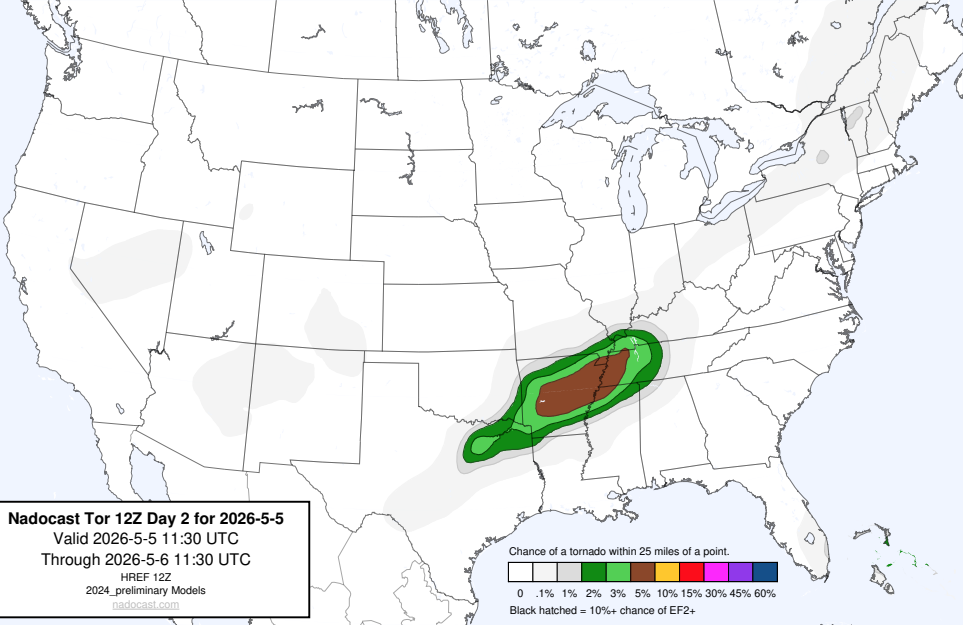 Nadocast Tor 12Z Day 2 for 2026-5-5
Valid 2026-5-5 11:30 UTC
Through 2026-5-6 11:30 UTC
HREF 12Z
2024_preliminary Models
nadocast.com
Chance of a tornado within 25 miles of a point.
0 .1% 1% 2% 3% 5% 10% 15% 30% 45% 60%
Black hatched = 10%+ chance of EF2+